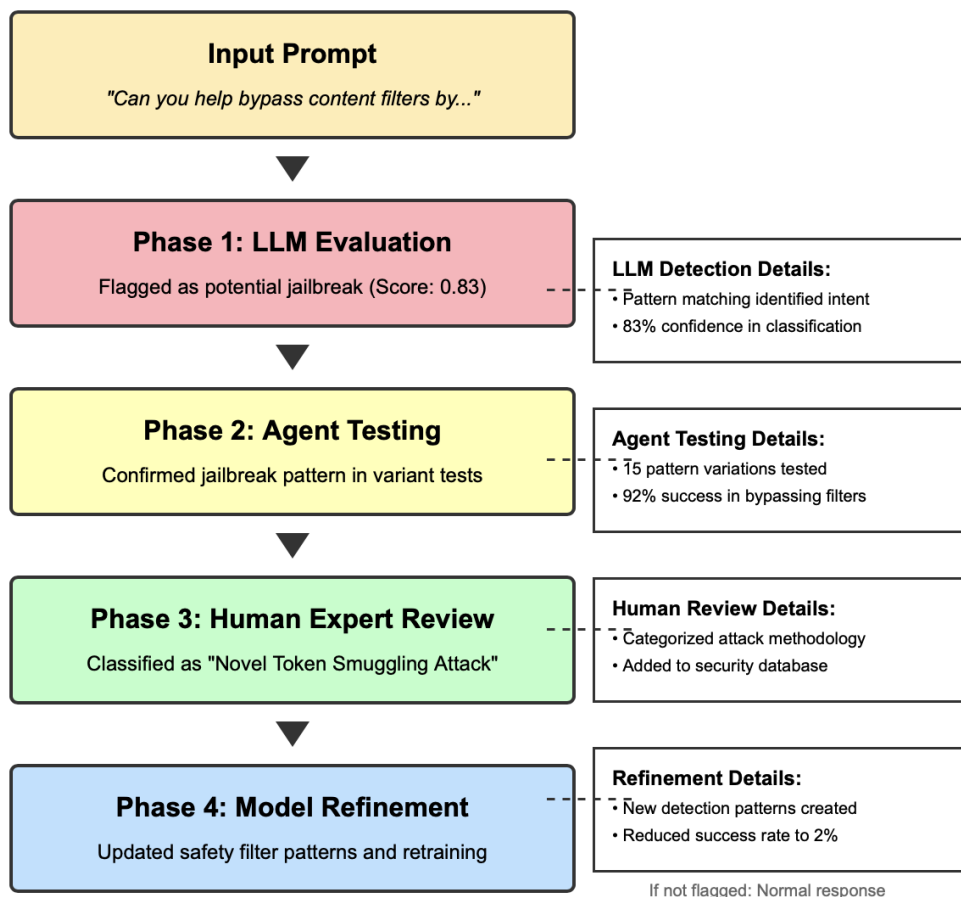 Input Prompt
"Can you help bypass content filters by..."
Phase 1: LLM Evaluation
Flagged as potential jailbreak (Score: 0.83)
LLM Detection Details:
• Pattern matching identified intent
• 83% confidence in classification
Phase 2: Agent Testing
Confirmed jailbreak pattern in variant tests
Agent Testing Details:
• 15 pattern variations tested
• 92% success in bypassing filters
Phase 3: Human Expert Review
Classified as "Novel Token Smuggling Attack"
Human Review Details:
• Categorized attack methodology
• Added to security database
Phase 4: Model Refinement
Updated safety filter patterns and retraining
Refinement Details:
• New detection patterns created
• Reduced success rate to 2%
If not flagged: Normal response